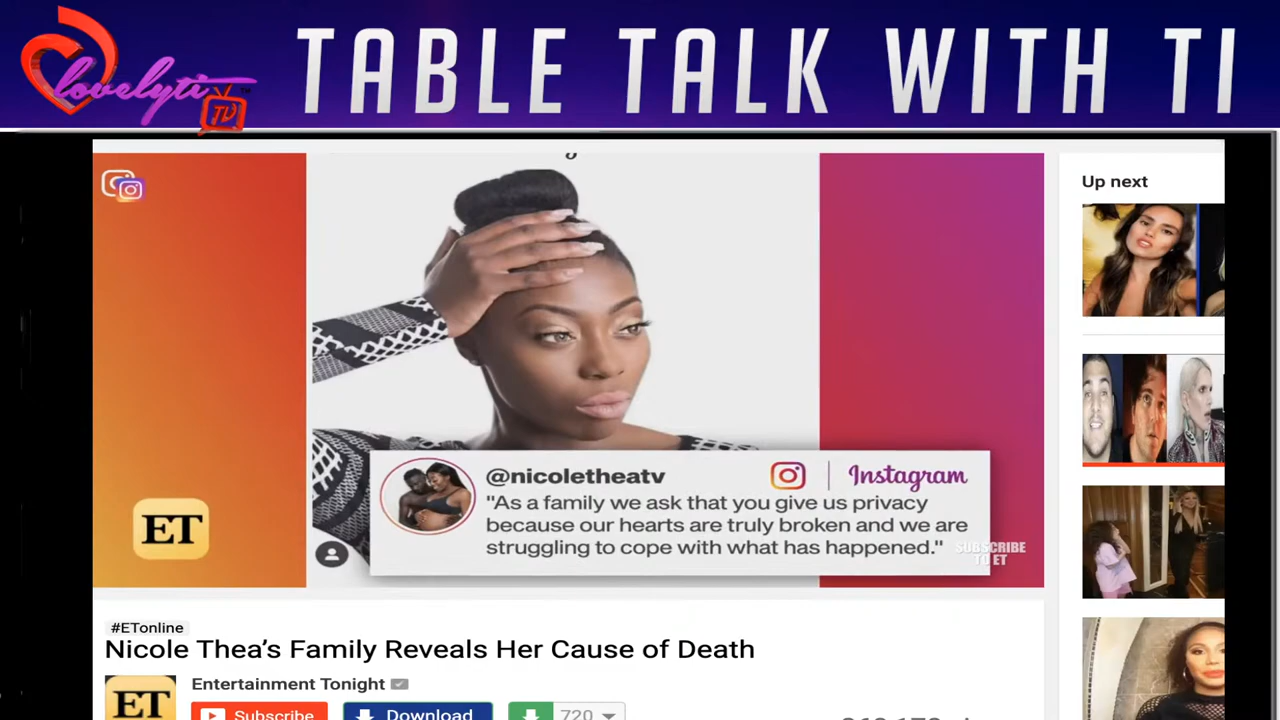 lovelyti
TV
TABLE TALK WITH TI
Up next
@nicoletheatv
Instagram
"As a family we ask that you give us privacy
because our hearts are truly broken and we are
struggling to cope with what has happened."
SUBSCRIBE
TO ET
ET
#ETonline
Nicole Thea’s Family Reveals Her Cause of Death
ET
Entertainment Tonight
Subscribe
Download
720